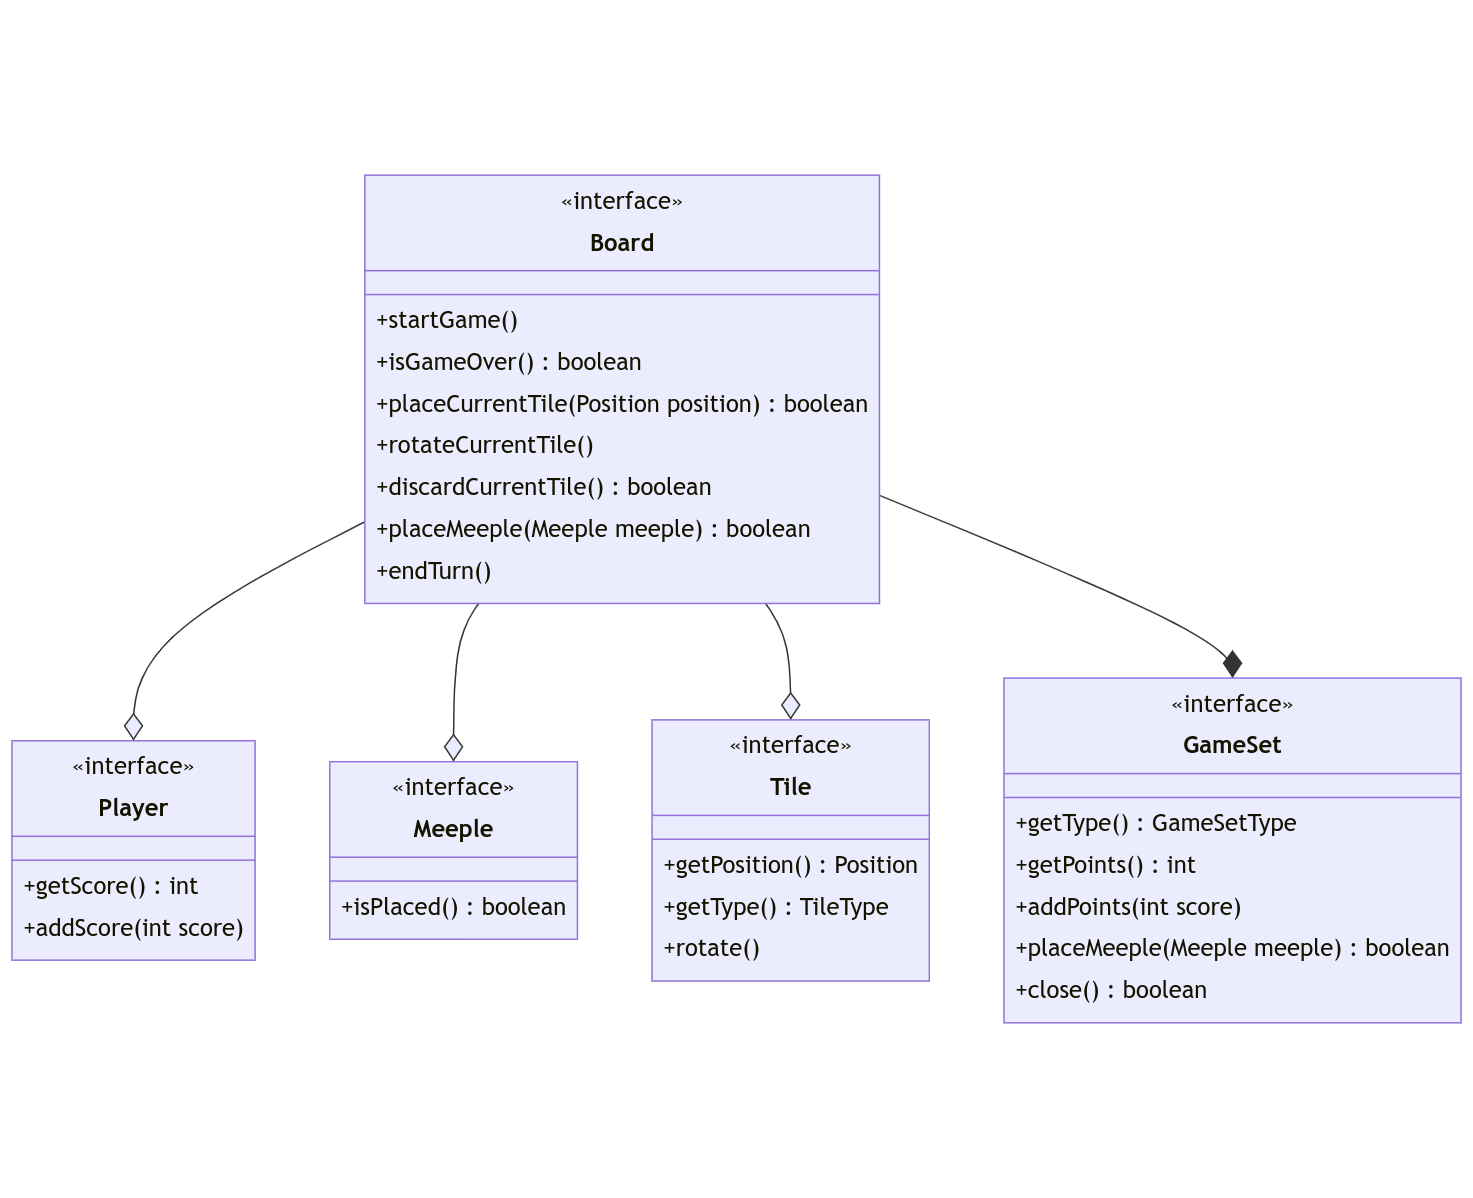 «interface»
Board
+startGame()
+isGameOver() : boolean
+placeCurrentTile(Position position) : boolean
+rotateCurrentTile()
+discardCurrentTile() : boolean
+placeMeeple(Meeple meeple) : boolean
+endTurn()
«interface»
Player
+getScore() : int
+addScore(int score)
«interface»
Meeple
+isPlaced() : boolean
«interface»
Tile
+getPosition() : Position
+getType() : TileType
+rotate()
«interface»
GameSet
+getType() : GameSetType
+getPoints() : int
+addPoints(int score)
+placeMeeple(Meeple meeple) : boolean
+close() : boolean